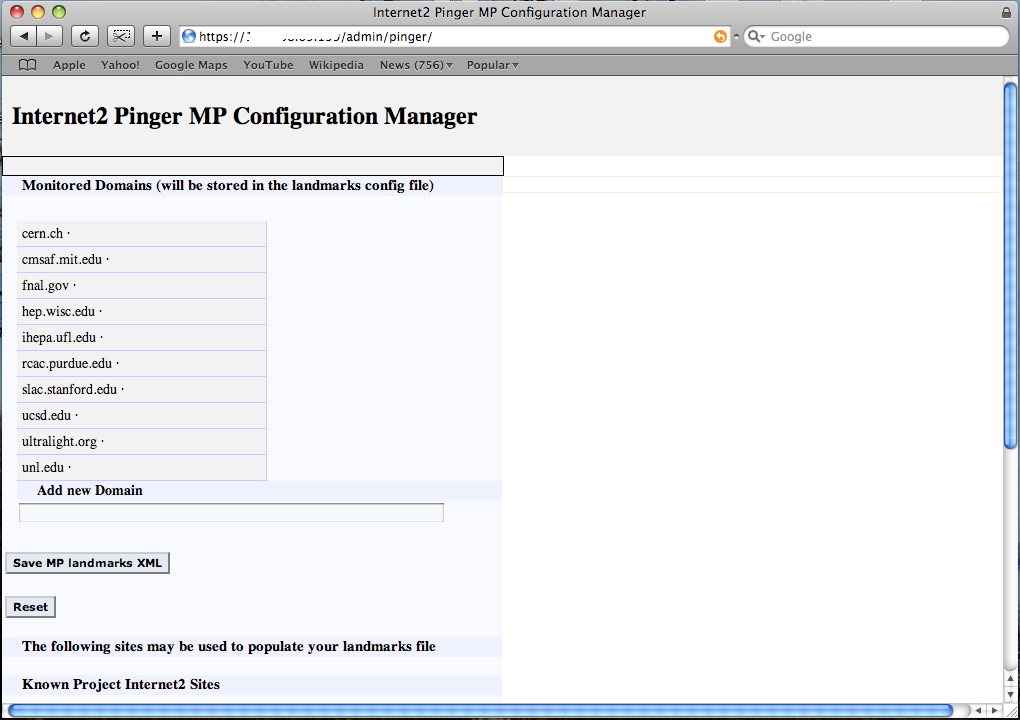 Internet2 Pinger MP Configuration Manager
/admin/pinger/
Google
Apple Yahoo! Google Maps YouTube Wikipedia News (756) Popular
Internet2 Pinger MP Configuration Manager
Monitored Domains (will be stored in the landmarks config file)
cern.ch ·
cmsaf.mit.edu ·
fnal.gov ·
hep.wisc.edu ·
ihepa.ufl.edu ·
rcac.purdue.edu ·
slac.stanford.edu ·
ucsd.edu ·
ultralight.org ·
unl.edu ·
Add new Domain
Save MP landmarks XML
Reset
The following sites may be used to populate your landmarks file
Known Project Internet2 Sites